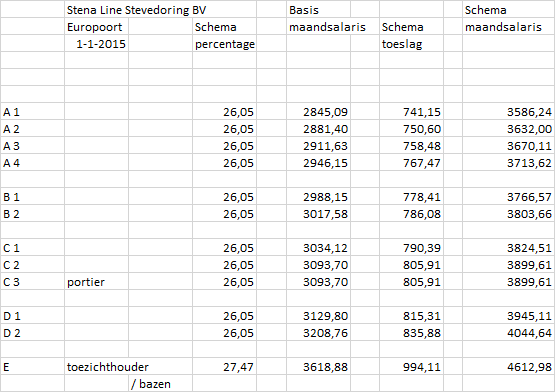 Stena Line Stevedoring BV Basis Schema
Europoort Schema maandsalaris Schema maandsalaris
1-1-2015 percentage toeslag
A 1 26,05 2845,09 741,15 3586,24
A 2 26,05 2881,40 750,60 3632,00
A 3 26,05 2911,63 758,48 3670,11
A 4 26,05 2946,15 767,47 3713,62
B 1 26,05 2988,15 778,41 3766,57
B 2 26,05 3017,58 786,08 3803,66
C 1 26,05 3034,12 790,39 3824,51
C 2 26,05 3093,70 805,91 3899,61
C 3 portier 26,05 3093,70 805,91 3899,61
D 1 26,05 3129,80 815,31 3945,11
D 2 26,05 3208,76 835,88 4044,64
E toezichthouder 27,47 3618,88 994,11 4612,98
/ bazen